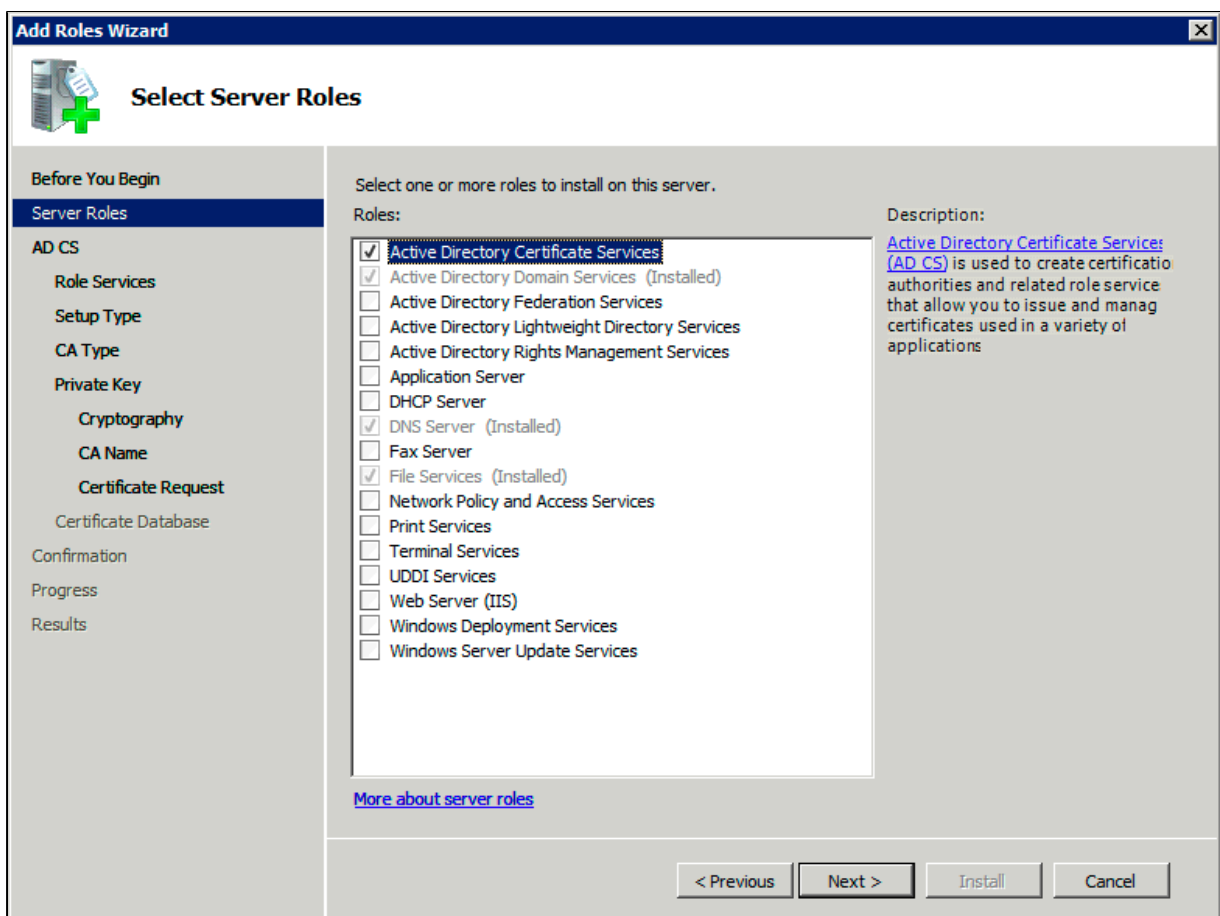 Add Roles Wizard
Select Server Roles
Before You Begin
Server Roles
AD CS
Role Services
Setup Type
CA Type
Private Key
Cryptography
CA Name
Certificate Request
Certificate Database
Confirmation
Progress
Results
Select one or more roles to install on this server.
Roles:
Active Directory Certificate Services
Active Directory Domain Services (Installed)
Active Directory Federation Services
Active Directory Lightweight Directory Services
Active Directory Rights Management Services
Application Server
DHCP Server
DNS Server (Installed)
Fax Server
File Services (Installed)
Network Policy and Access Services
Print Services
Terminal Services
UDDI Services
Web Server (IIS)
Windows Deployment Services
Windows Server Update Services
More about server roles
Description:
Active Directory Certificate Services
(AD CS) is used to create certificatio
authorities and related role service
that allow you to issue and manag
certificates used in a variety of
applications
< Previous
Next >
Install
Cancel